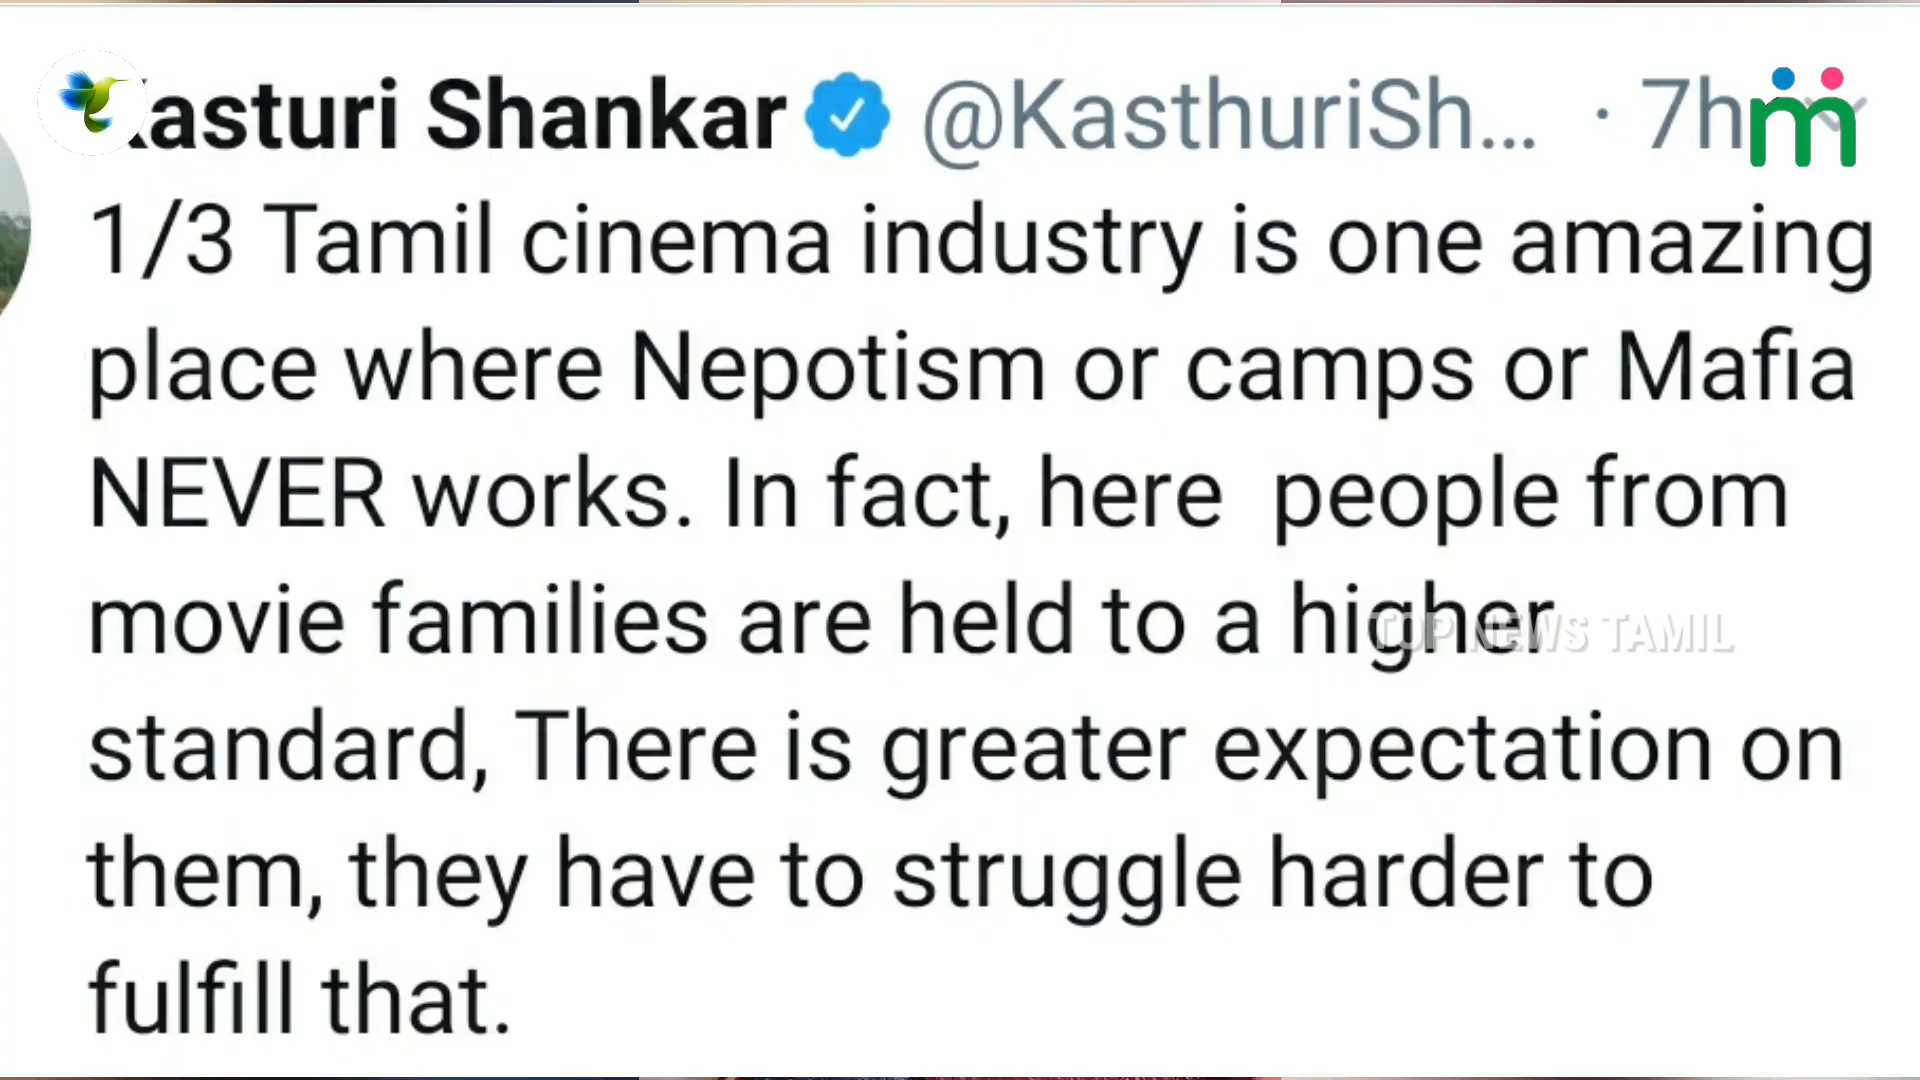 Kasturi Shankar @KasthuriSh... · 7h
1/3 Tamil cinema industry is one amazing
place where Nepotism or camps or Mafia
NEVER works. In fact, here people from
movie families are held to a higher
TOP NEWS TAMIL
standard, There is greater expectation on
them, they have to struggle harder to
fulfill that.